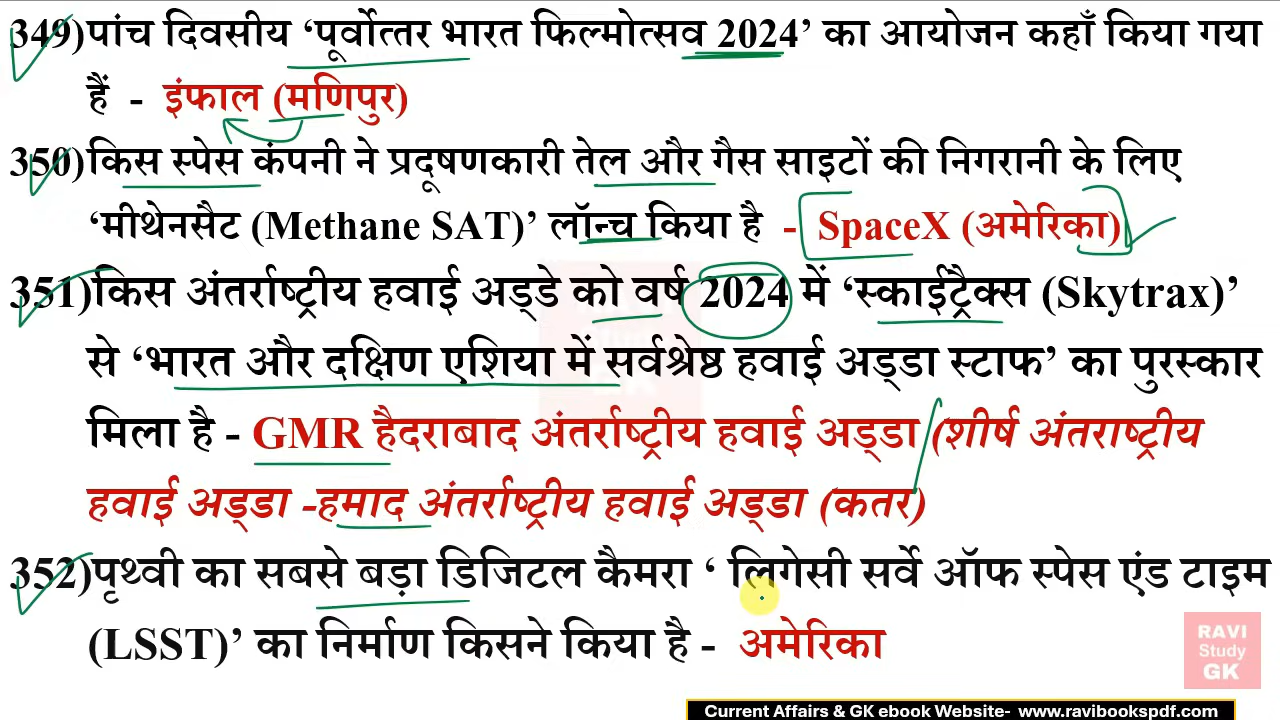 349)पांच दिवसीय ‘पूर्वोत्तर भारत फिल्मोत्सव 2024’ का आयोजन कहाँ किया गया
हैं - इंफाल (मणिपुर)
350)किस स्पेस कंपनी ने प्रदूषणकारी तेल और गैस साइटों की निगरानी के लिए
‘मीथेनसैट (Methane SAT)’ लॉन्च किया है - SpaceX (अमेरिका)
351)किस अंतर्राष्ट्रीय हवाई अड्डे को वर्ष 2024 में ‘स्काईट्रैक्स (Skytrax)’
से ‘भारत और दक्षिण एशिया में सर्वश्रेष्ठ हवाई अड्डा स्टाफ’ का पुरस्कार
मिला है - GMR हैदराबाद अंतर्राष्ट्रीय हवाई अड्डा (शीर्ष अंतराष्ट्रीय
हवाई अड्डा -हमाद अंतर्राष्ट्रीय हवाई अड्डा (कतर)
352)पृथ्वी का सबसे बड़ा डिजिटल कैमरा ‘ लिगेसी सर्वे ऑफ स्पेस एंड टाइम
(LSST)’ का निर्माण किसने किया है - अमेरिका
RAVI
Study
GK
Current Affairs & GK ebook Website- www.ravibookspdf.com